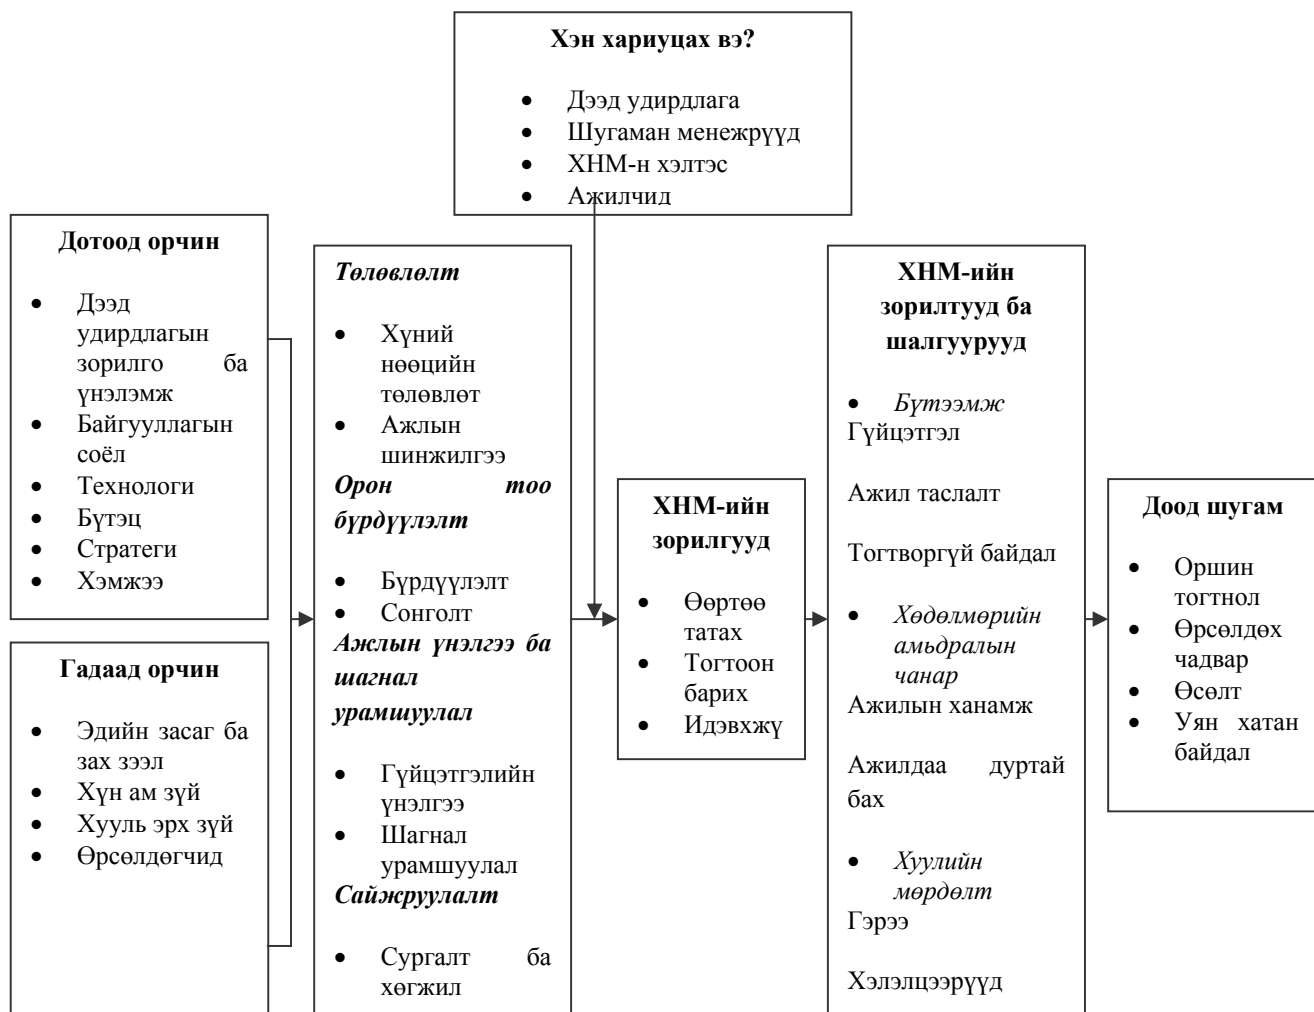 Хэн хариуцах вэ?
• Дээд удирдлага
• Шугаман менежрүүд
• ХНМ-н хэлтэс
• Ажилчид
Дотоод орчин
• Дээд
удирдлагын
зорилго ба
үнэлэмж
• Байгууллагын
соёл
• Технологи
• Бүтэц
• Стратеги
• Хэмжээ
Гадаад орчин
• Эдийн засаг ба
зах зээл
• Хүн ам зүй
• Хууль эрх зүй
• Өрсөлдөгчид
Төлөвлөлт
• Хүний
нөөцийн
төлөвлөт
• Ажлын
шинжилгээ
Орон тоо
бүрдүүлэлт
• Бүрдүүлэлт
• Сонголт
Ажлын үнэлгээ ба
шагнал
урамшуулал
• Гүйцэтгэлийн
үнэлгээ
• Шагнал
урамшуулал
Сайжруулалт
• Сургалт ба
хөгжил
ХНМ-ийн
зорилгууд
• Өөртөө
татах
• Тогтоон
барих
• Идэвхжү
ХНМ-ийн
зорилтууд ба
шалгуурууд
• Бүтээмж
Гүйцэтгэл
Ажил таслалт
Тогтворгүй байдал
• Хөдөлмөрийн
амьдралын
чанар
Ажилын ханамж
Ажилдаа дуртай
бах
• Хуулийн
мөрдөлт
Гэрээ
Хэлэлцээрүүд
Доод шугам
• Оршин
тогтнол
• Өрсөлдөх
чадвар
• Өсөлт
• Уян хатан
байдал